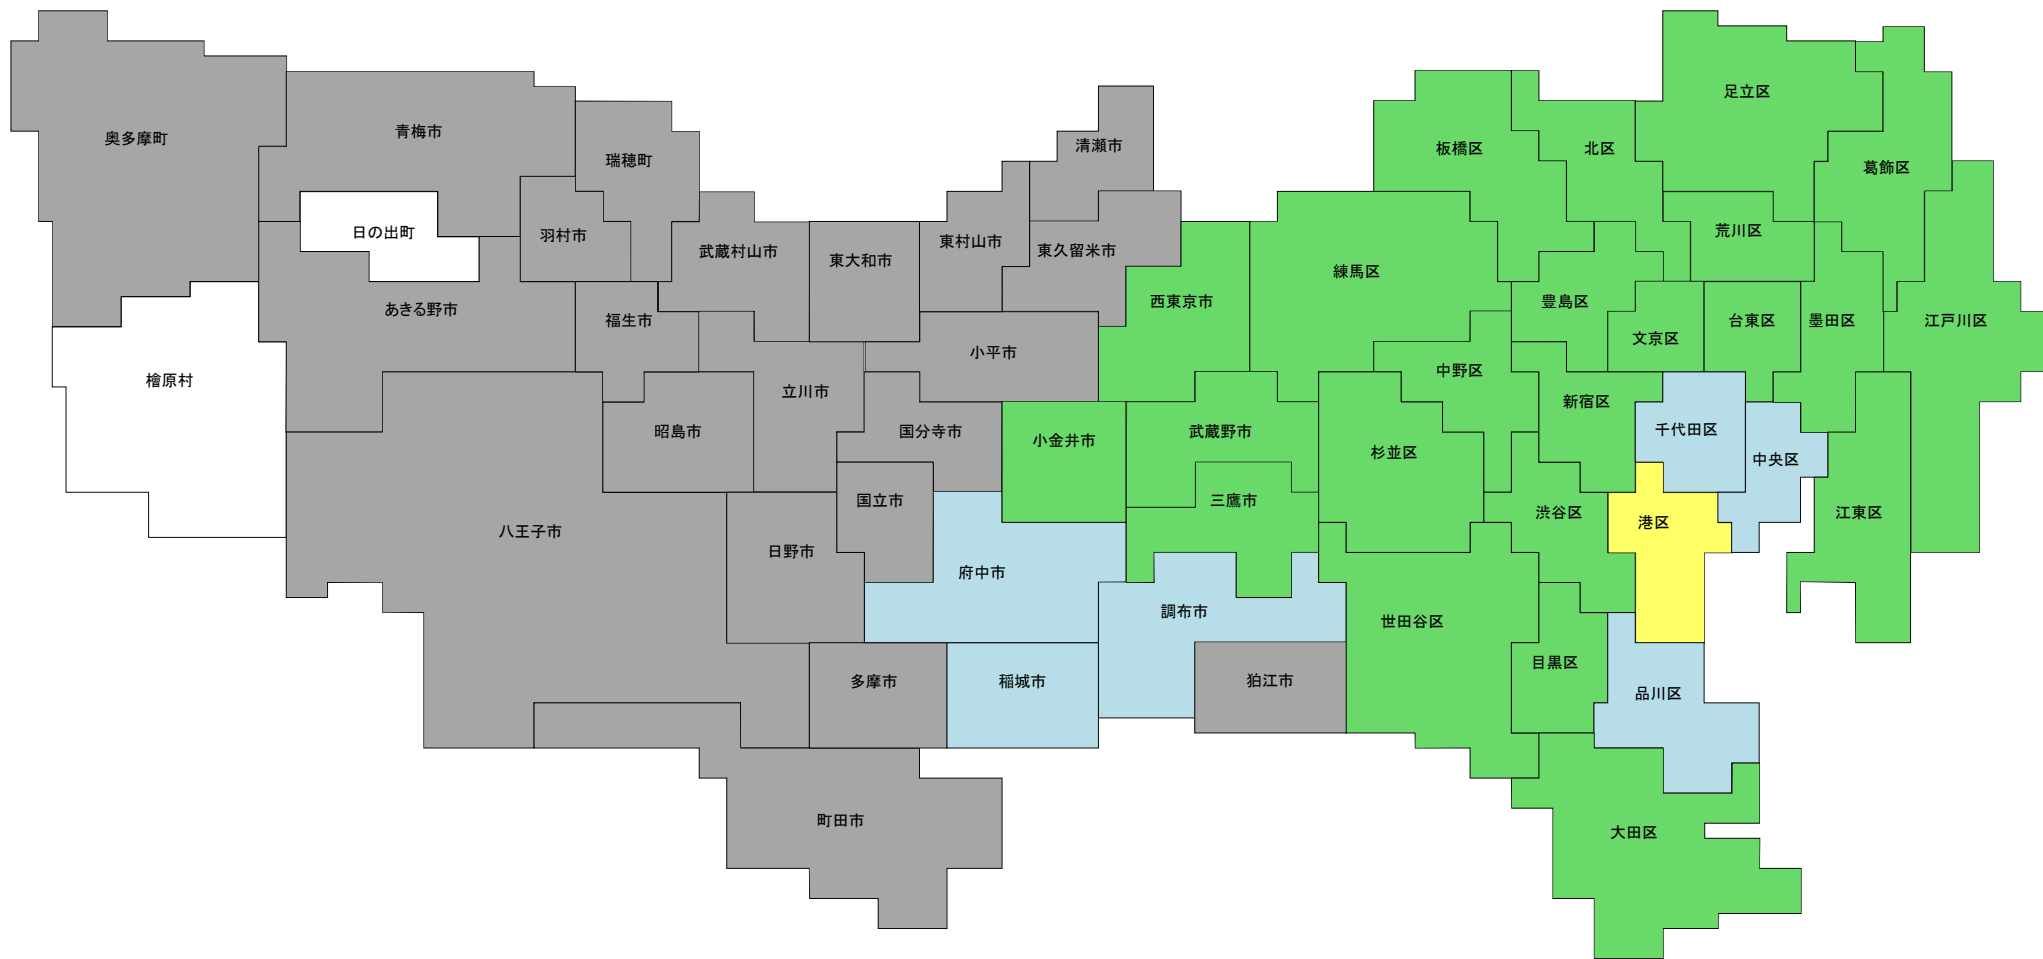 奥多摩町
青梅市
瑞穂町
清瀬市
板橋区
北区
足立区
葛飾区
日の出町
羽村市
武蔵村山市
東大和市
東村山市
東久留米市
練馬区
荒川区
あきる野市
福生市
西東京市
豊島区
文京区
台東区
墨田区
江戸川区
檜原村
立川市
小平市
中野区
新宿区
千代田区
中央区
昭島市
国分寺市
小金井市
武蔵野市
杉並区
八王子市
日野市
国立市
三鷹市
渋谷区
港区
江東区
府中市
調布市
世田谷区
目黒区
多摩市
稲城市
狛江市
品川区
町田市
大田区